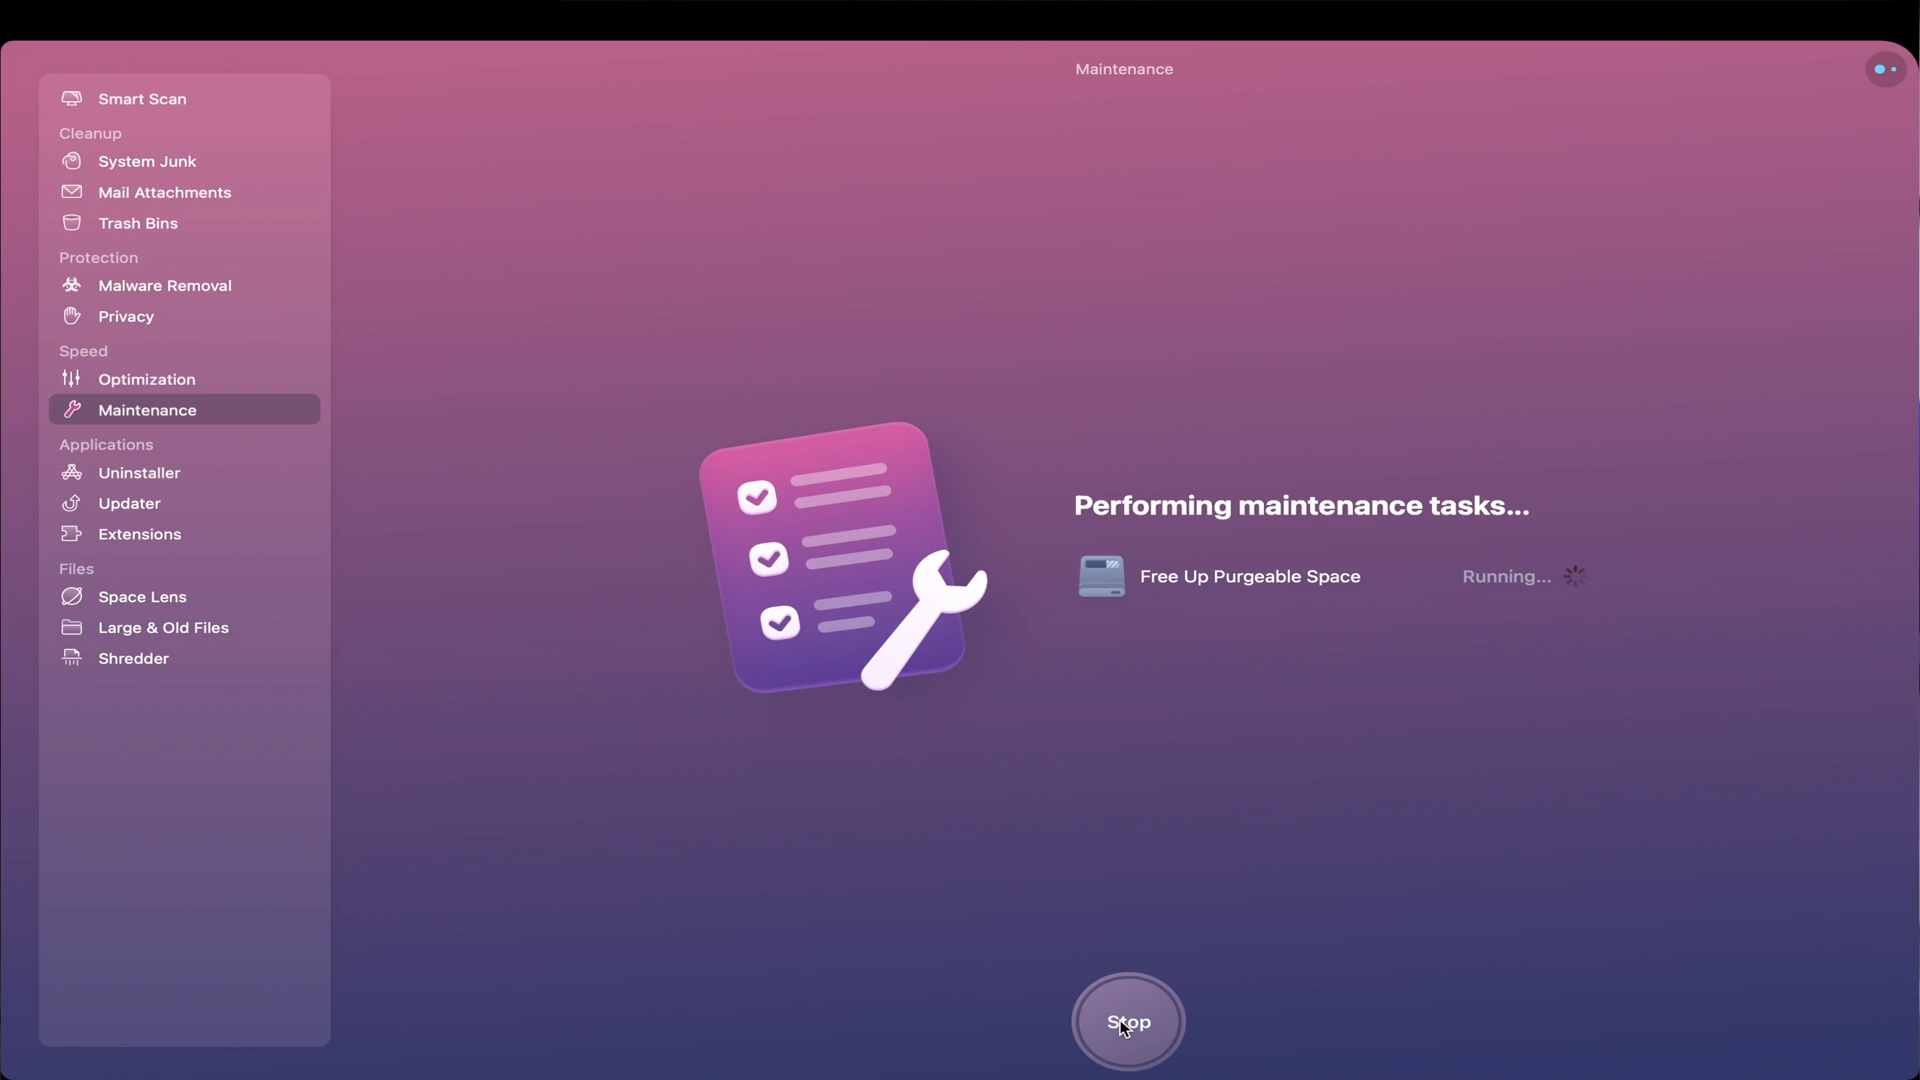 Maintenance
Smart Scan
Cleanup
System Junk
Mail Attachments
Trash Bins
Protection
Malware Removal
Privacy
Speed
Optimization
Maintenance
Applications
Uninstaller
Updater
Extensions
Files
Space Lens
Large & Old Files
Shredder
Performing maintenance tasks...
Free Up Purgeable Space
Running...
Stop